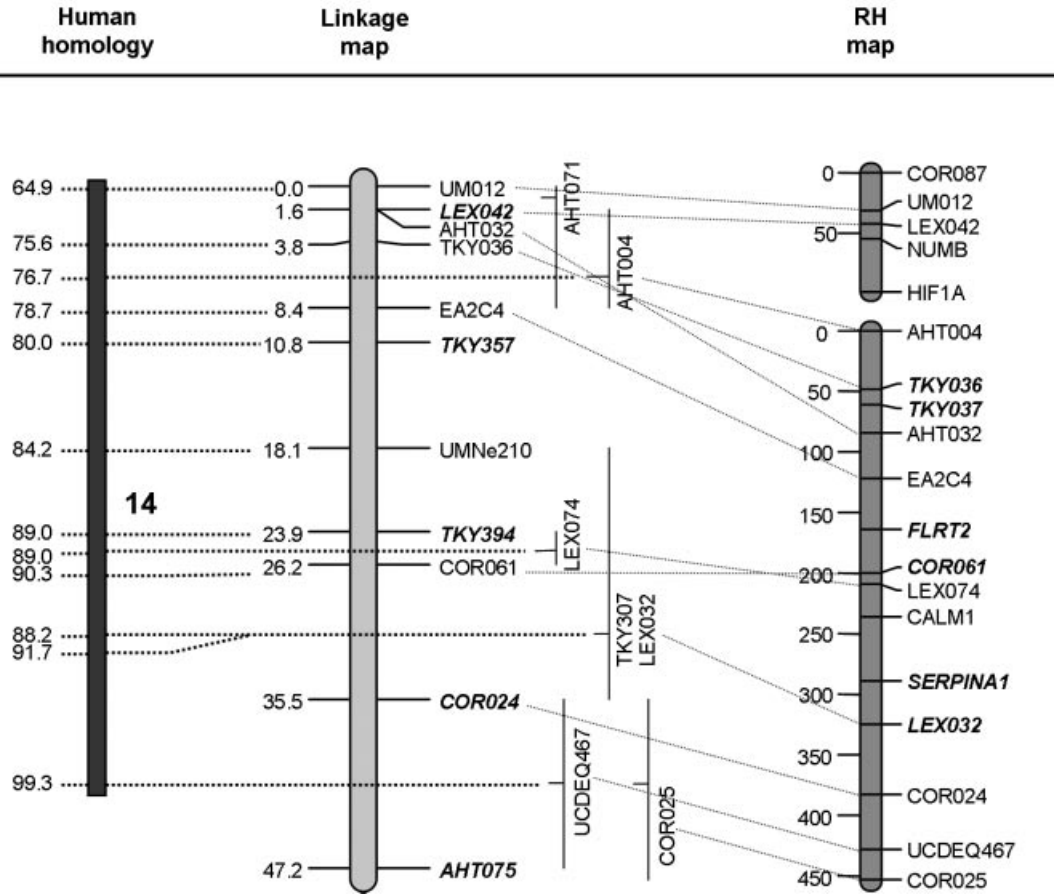 Human homology
Linkage map
RH map
64.9
75.6
76.7
78.7
80.0
84.2
89.0
89.0
90.3
88.2
91.7
99.3
14
0.0 UM012
1.6 LEX042
AHT032
3.8 TKY036
8.4 EA2C4
10.8 TKY357
18.1 UMNe210
23.9 TKY394
26.2 COR061
35.5 COR024
47.2 AHT075
AHT071
AHT004
LEX074
TKY307
LEX032
UCDEQ467
COR025
0 COR087
UM012
LEX042
50
NUMB
HIF1A
0 AHT004
50 TKY036
TKY037
AHT032
100
EA2C4
150
FLRT2
200 COR061
LEX074
CALM1
250
SERPINA1
300
LEX032
350
COR024
400
UCDEQ467
450 COR025